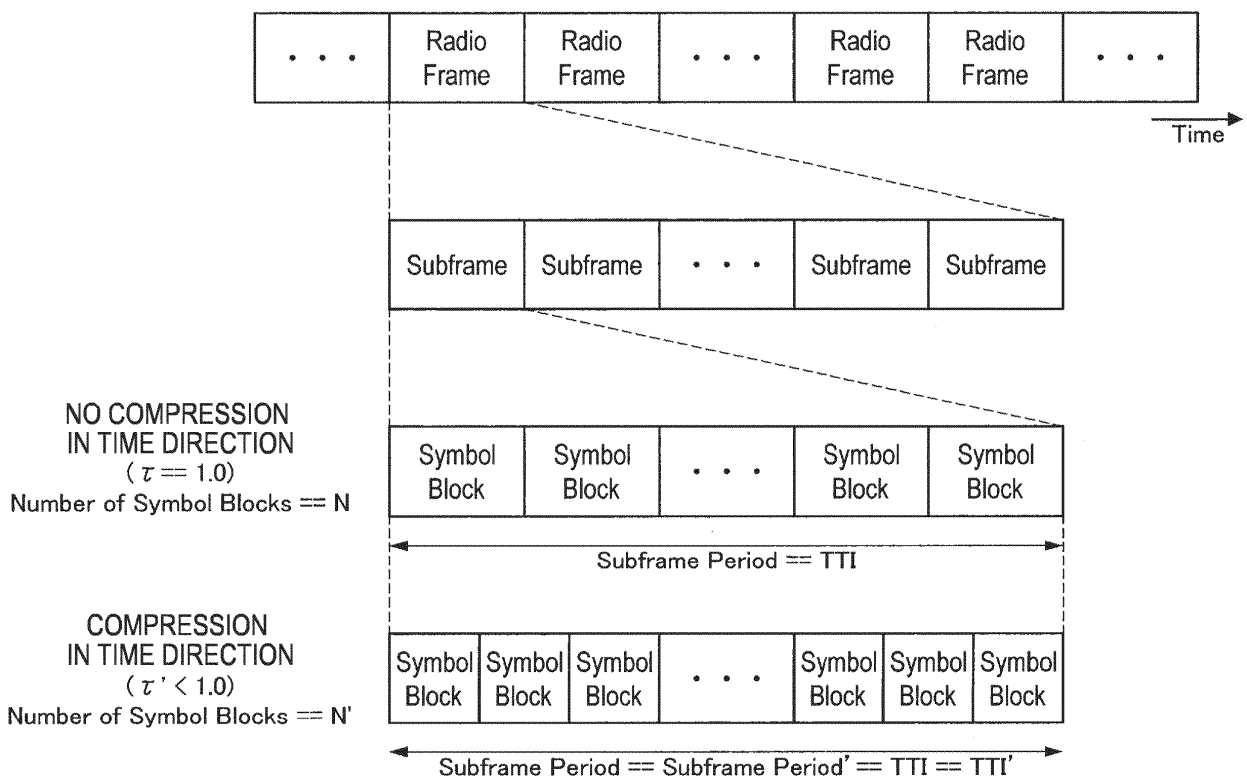 · · · Radio Frame Radio Frame · · · Radio Frame Radio Frame · · ·
Time
Subframe Subframe · · · Subframe Subframe
NO COMPRESSION
IN TIME DIRECTION
( τ == 1.0)
Number of Symbol Blocks == N
Symbol Block Symbol Block · · · Symbol Block Symbol Block
Subframe Period == TTI
COMPRESSION
IN TIME DIRECTION
( τ ' < 1.0)
Number of Symbol Blocks == N'
Symbol Block Symbol Block Symbol Block · · · Symbol Block Symbol Block Symbol Block
Subframe Period == Subframe Period' == TTI == TTI'